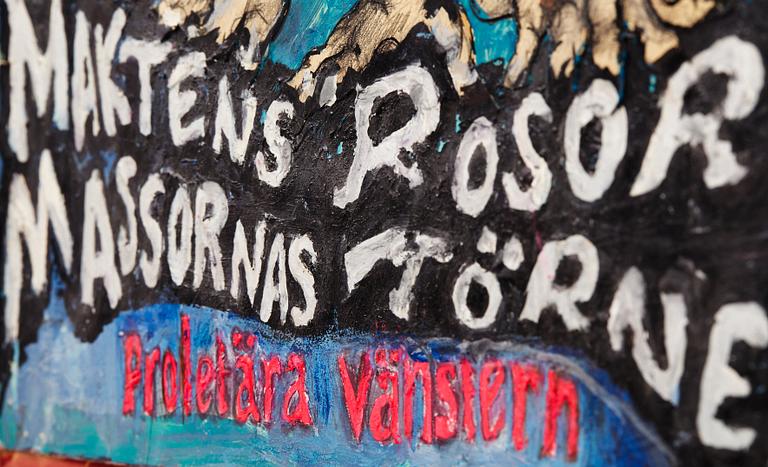 MAKTENS ROSOR
MASSORNAS TÖRNE
Proletära vänstern